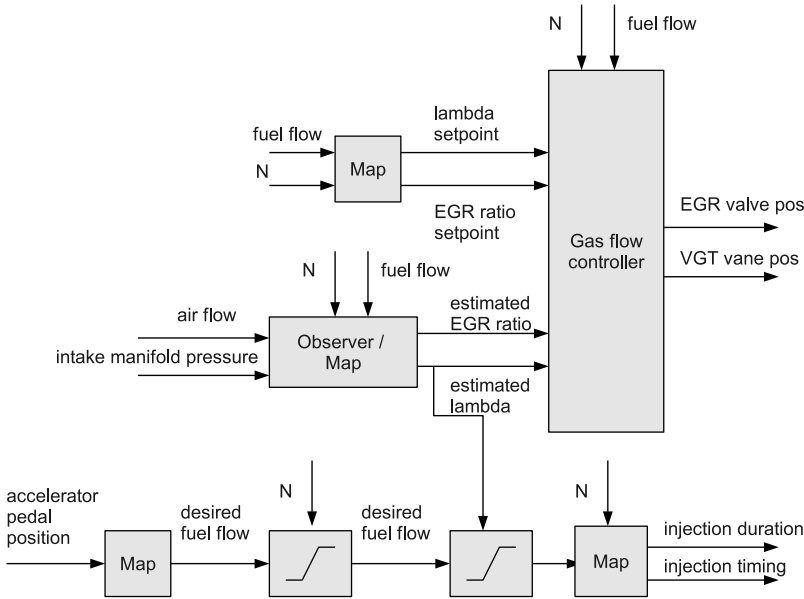 N
fuel flow
lambda
setpoint
fuel flow
N
Map
EGR ratio
setpoint
Gas flow
controller
EGR valve pos
VGT vane pos
N
fuel flow
air flow
intake manifold pressure
Observer /
Map
estimated
EGR ratio
estimated
lambda
accelerator
pedal
position
Map
desired
fuel flow
N
desired
fuel flow
N
Map
injection duration
injection timing